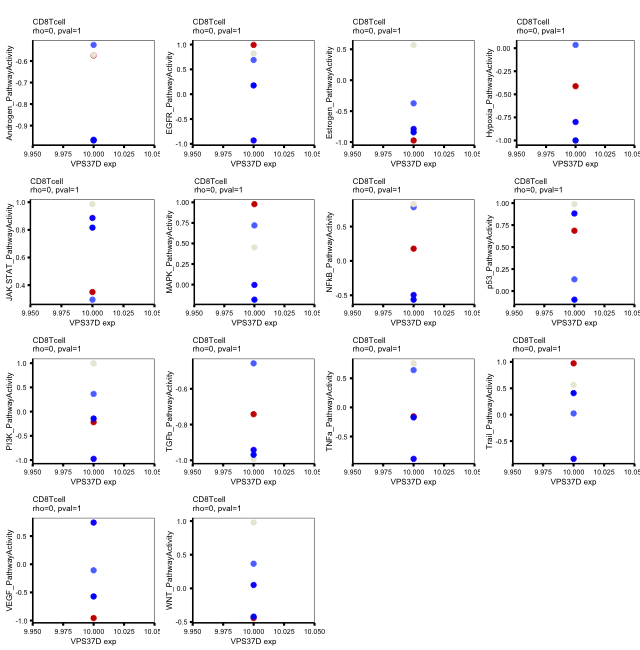 CD8Tcell
rho=0, pval=1
Androgen_PathwayActivity
-0.6
-0.7
-0.8
-0.9
9.950 9.975 10.000 10.025 10.05
VPS37D exp
CD8Tcell
rho=0, pval=1
EGFR_PathwayActivity
1.0
0.5
0.0
-0.5
-1.0
9.950 9.975 10.000 10.025 10.05
VPS37D exp
CD8Tcell
rho=0, pval=1
Estrogen_PathwayActivity
0.5
0.0
-0.5
-1.0
9.950 9.975 10.000 10.025 10.05
VPS37D exp
CD8Tcell
rho=0, pval=1
Hypoxia_PathwayActivity
0.00
-0.25
-0.50
-0.75
-1.00
9.950 9.975 10.000 10.025 10.05
VPS37D exp
CD8Tcell
rho=0, pval=1
JAK.STAT_PathwayActivity
1.0
0.8
0.6
0.4
9.950 9.975 10.000 10.025 10.05
VPS37D exp
CD8Tcell
rho=0, pval=1
MAPK_PathwayActivity
1.00
0.75
0.50
0.25
0.00
9.950 9.975 10.000 10.025 10.05
VPS37D exp
CD8Tcell
rho=0, pval=1
NFkB_PathwayActivity
0.5
0.0
-0.5
9.950 9.975 10.000 10.025 10.05
VPS37D exp
CD8Tcell
rho=0, pval=1
p53_PathwayActivity
1.00
0.75
0.50
0.25
0.00
9.950 9.975 10.000 10.025 10.05
VPS37D exp
CD8Tcell
rho=0, pval=1
PI3K_PathwayActivity
1.0
0.5
0.0
-0.5
-1.0
9.950 9.975 10.000 10.025 10.05
VPS37D exp
CD8Tcell
rho=0, pval=1
TGFb_PathwayActivity
-0.6
-0.8
-1.0
9.950 9.975 10.000 10.025 10.05
VPS37D exp
CD8Tcell
rho=0, pval=1
TNFa_PathwayActivity
0.5
0.0
-0.5
9.950 9.975 10.000 10.025 10.05
VPS37D exp
CD8Tcell
rho=0, pval=1
Trail_PathwayActivity
1.0
0.5
0.0
-0.5
9.950 9.975 10.000 10.025 10.05
VPS37D exp
CD8Tcell
rho=0, pval=1
VEGF_PathwayActivity
0.5
0.0
-0.5
-1.0
9.950 9.975 10.000 10.025 10.05
VPS37D exp
CD8Tcell
rho=0, pval=1
WNT_PathwayActivity
1.0
0.5
0.0
-0.5
9.950 9.975 10.000 10.025 10.050
VPS37D exp